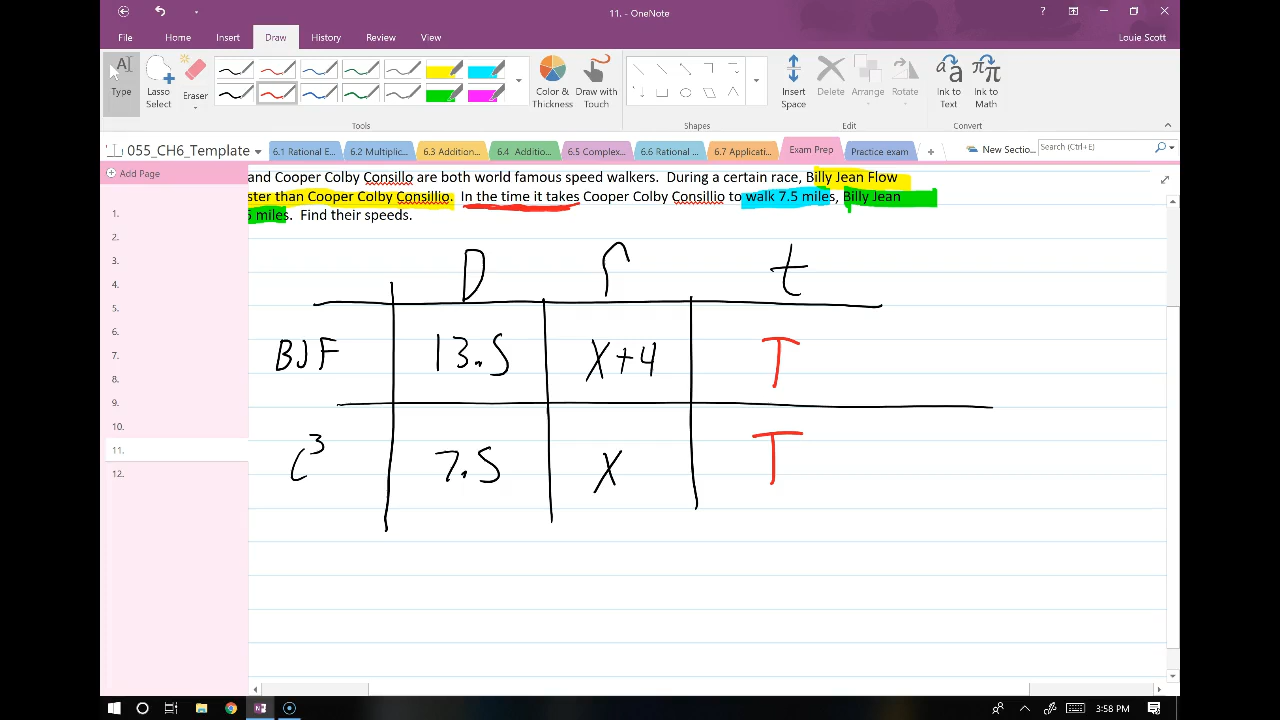 11. - OneNote
?
File Home Insert Draw History Review View Louie Scott
Type Lasso Select Eraser Color & Thickness Draw with Touch Insert Space Delete Arrange Rotate Ink to Text Ink to Math
Tools Shapes Edit Convert
055_CH6_Template 6.1 Rational E... 6.2 Multiplic... 6.3 Addition... 6.4 Additio... 6.5 Complex... 6.6 Rational ... 6.7 Applicati... Exam Prep Practice exam + New Sectio... Search (Ctrl+E)
Add Page
and Cooper Colby Consillo are both world famous speed walkers. During a certain race, Billy Jean Flow
ster than Cooper Colby Consillio. In the time it takes Cooper Colby Consillio to walk 7.5 miles, Billy Jean
miles. Find their speeds.
1.
2.
3.
4.
5.
6.
7.
8.
9.
10.
11.
12.
D r t
BJF 13.5 X+4 T
C³ 7.5 X T
3:58 PM